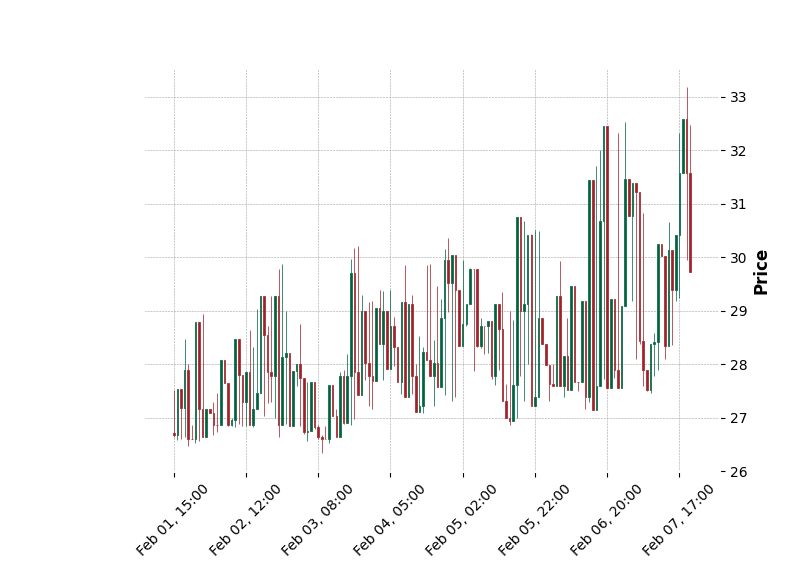 33
32
31
30
29
28
27
26
Price
Feb 01, 15:00
Feb 02, 12:00
Feb 03, 08:00
Feb 04, 05:00
Feb 05, 02:00
Feb 05, 22:00
Feb 06, 20:00
Feb 07, 17:00